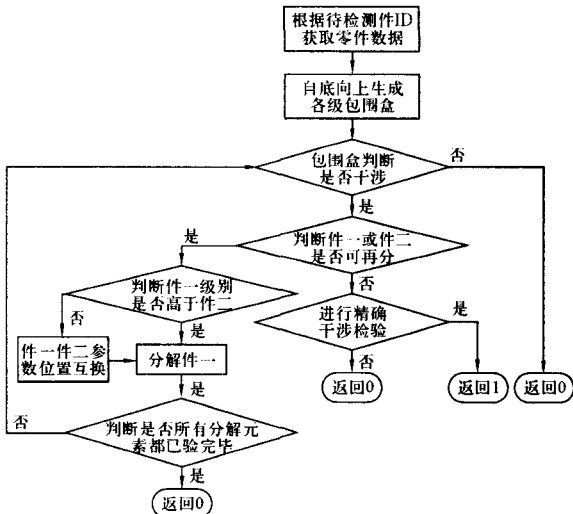 根据待检测件ID
获取零件数据
自底向上生成
各级包围盒
包围盒判断
是否干涉
否
是
判断件一或件二
是否可再分
是
否
判断件一级别
是否高于件二
进行精确
干涉检验
是
否
是
件一件二参
数位置互换
分解件一
否
返回0
返回1
返回0
是
否
判断是否所有分解元
素都已验完毕
是
返回0